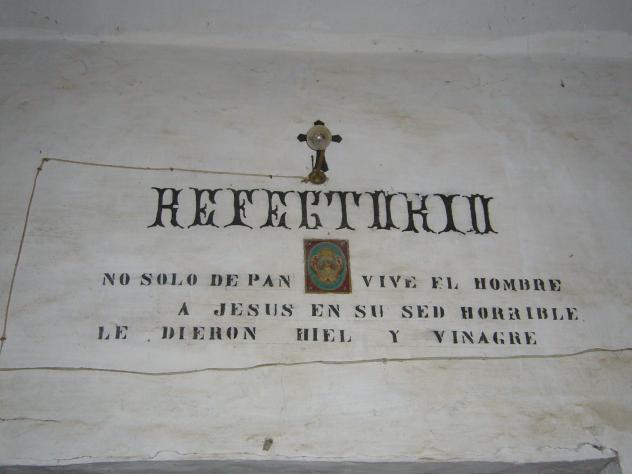 REFECTORIO
NO SOLO DE PAN VIVE EL HOMBRE
A JESUS EN SU SED HORRIBLE
LE DIERON HIEL Y VINAGRE